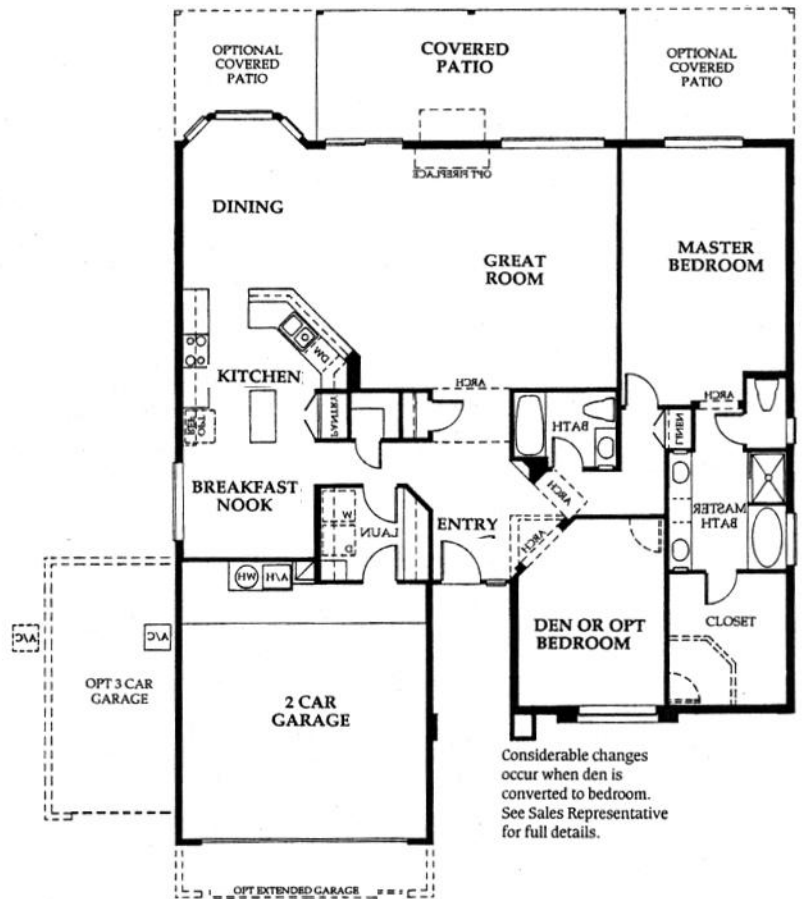 OPTIONAL
COVERED
PATIO
COVERED
PATIO
OPTIONAL
COVERED
PATIO
OPT FIREPLACE
DINING
GREAT
ROOM
MASTER
BEDROOM
DW
KITCHEN
ARCH
ARCH
PANTRY
BATH
LINEN
REF
OPT
BREAKFAST
NOOK
W
D
LAUN
ENTRY
ARCH
ARCH
MASTER
BATH
WH
A/H
DEN OR OPT
BEDROOM
CLOSET
A/C
A/C
OPT 3 CAR
GARAGE
2 CAR
GARAGE
Considerable changes
occur when den is
converted to bedroom.
See Sales Representative
for full details.
OPT EXTENDED GARAGE